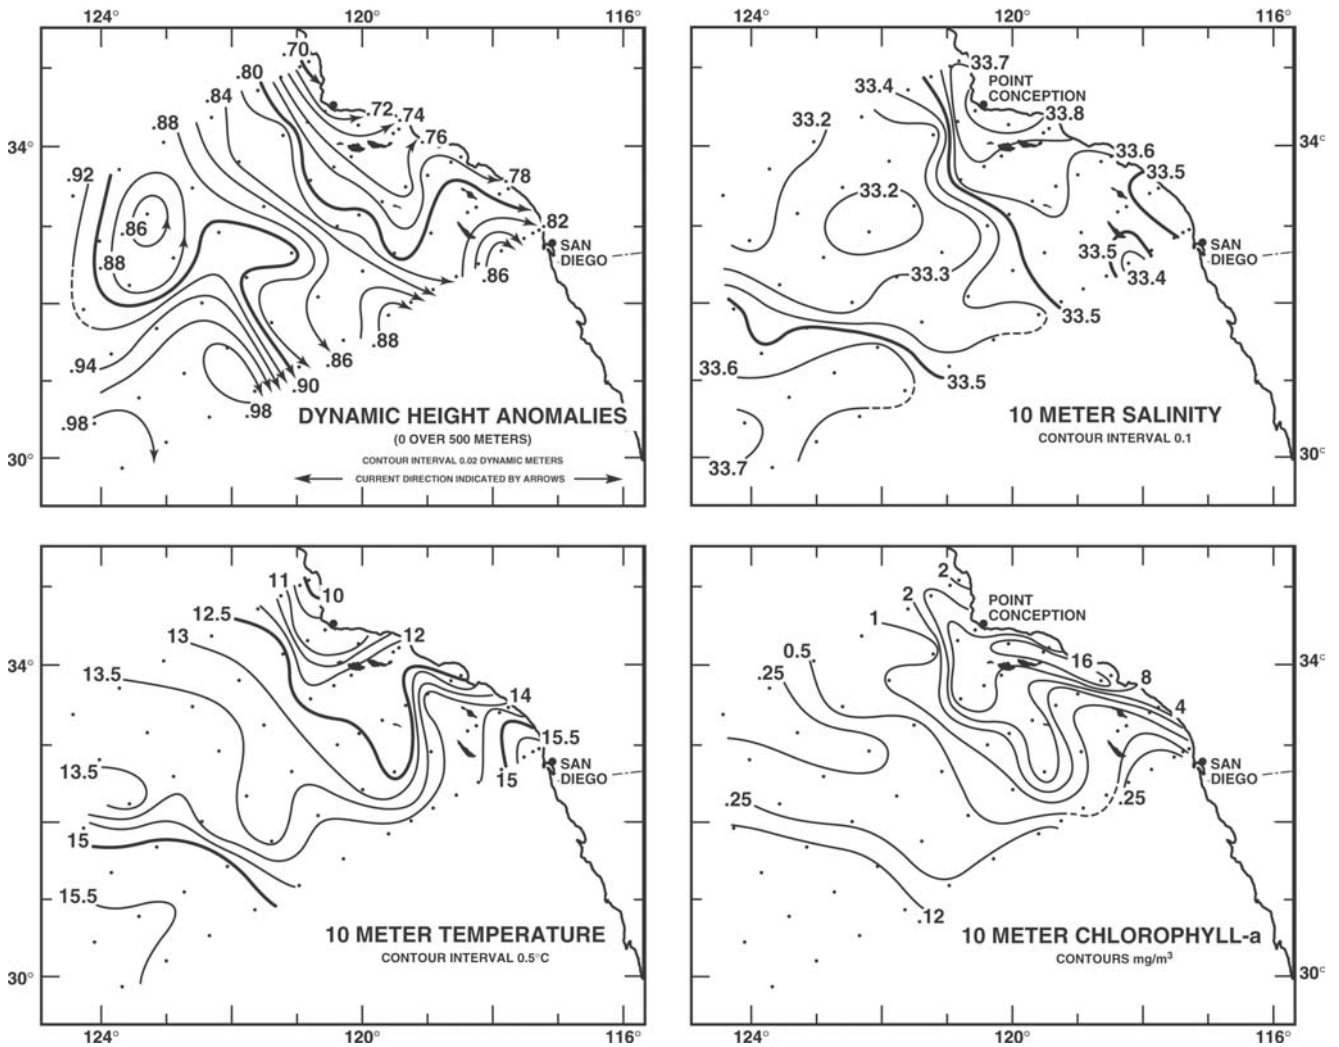 124° 120° 116°
.70
.80
.84
.88
.92
.72
.74
.76
.78
.82
.86
.88
.86
34°
SAN
DIEGO
.86
.88
.94
.86
.90
.98
.98
30°
DYNAMIC HEIGHT ANOMALIES
(0 OVER 500 METERS)
CONTOUR INTERVAL 0.02 DYNAMIC METERS
CURRENT DIRECTION INDICATED BY ARROWS
124° 120° 116°
33.7
POINT
CONCEPTION
33.4
33.2
33.8
33.6
33.5
34°
33.2
SAN
DIEGO
33.5
33.4
33.3
33.5
33.6
33.5
33.7
30°
10 METER SALINITY
CONTOUR INTERVAL 0.1
11
10
12.5
13
12
34°
13.5
14
15.5
SAN
DIEGO
15
13.5
15
15.5
30°
10 METER TEMPERATURE
CONTOUR INTERVAL 0.5°C
124° 120° 116°
2
2
POINT
CONCEPTION
1
0.5
.25
16
8
4
34°
SAN
DIEGO
.25
.25
.12
30°
10 METER CHLOROPHYLL-a
CONTOURS mg/m³
124° 120° 116°